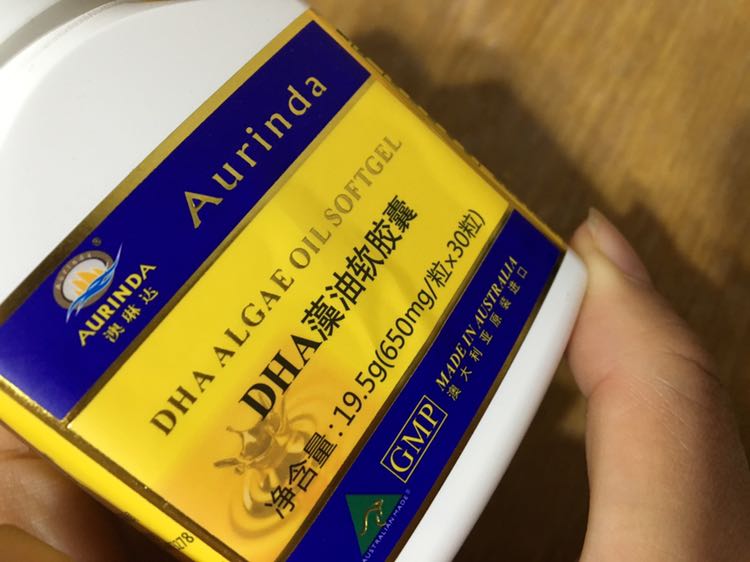 Aurinda
AURINDA
澳琳达
DHA ALGAE OIL SOFTGEL
DHA藻油软胶囊
净含量：19.5g(650mg/粒×30粒)
GMP
MADE IN AUSTRALIA
澳大利亚原装进口
AUSTRALIAN MADE